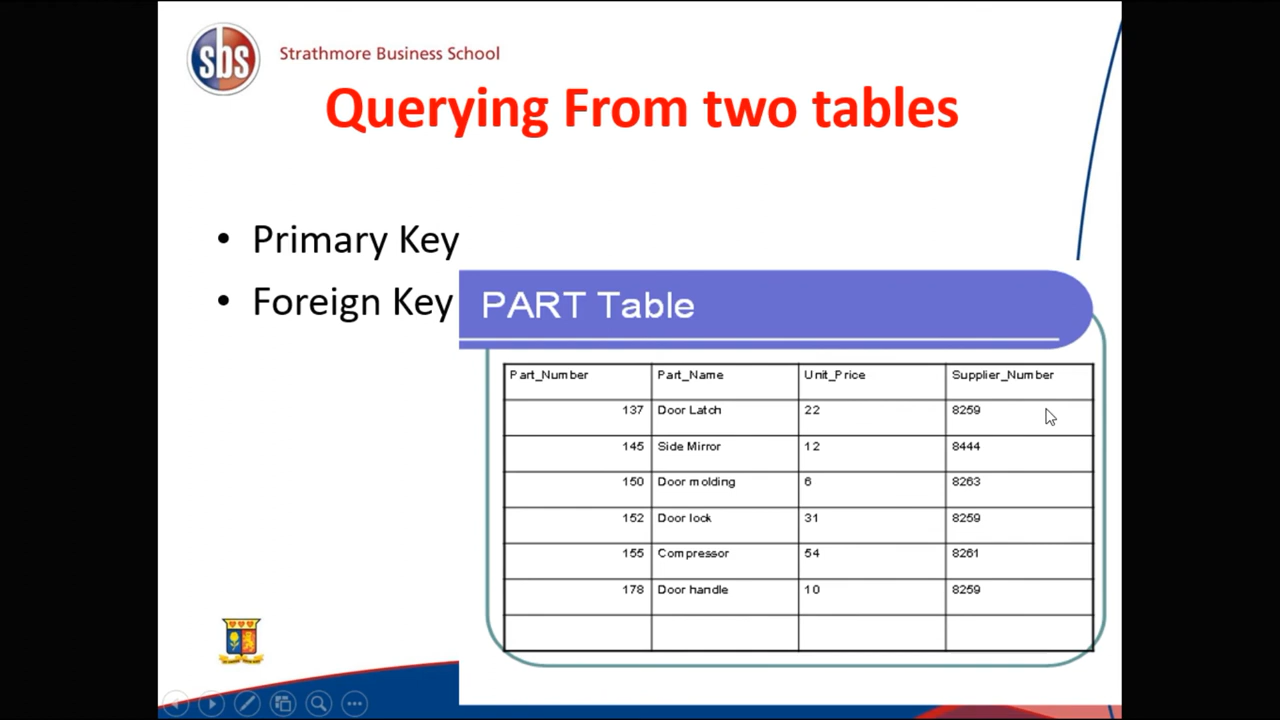 sbs
Strathmore Business School
Querying From two tables
• Primary Key
• Foreign Key
PART Table
Part_Number Part_Name Unit_Price Supplier_Number
137 Door Latch 22 8259
145 Side Mirror 12 8444
150 Door molding 6 8263
152 Door lock 31 8259
155 Compressor 54 8261
178 Door handle 10 8259